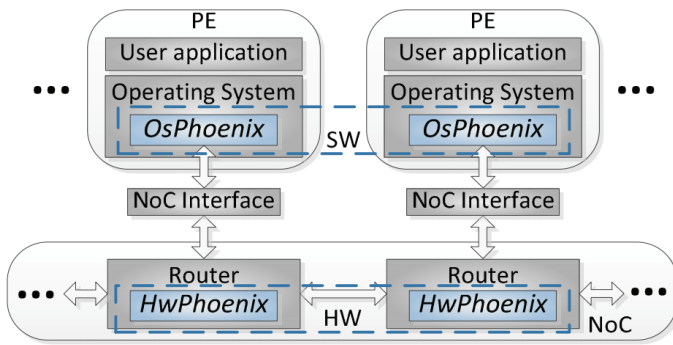 PE
PE
User application
User application
Operating System
Operating System
OsPhoenix
OsPhoenix
SW
NoC Interface
NoC Interface
Router
Router
HwPhoenix
HwPhoenix
HW
NoC